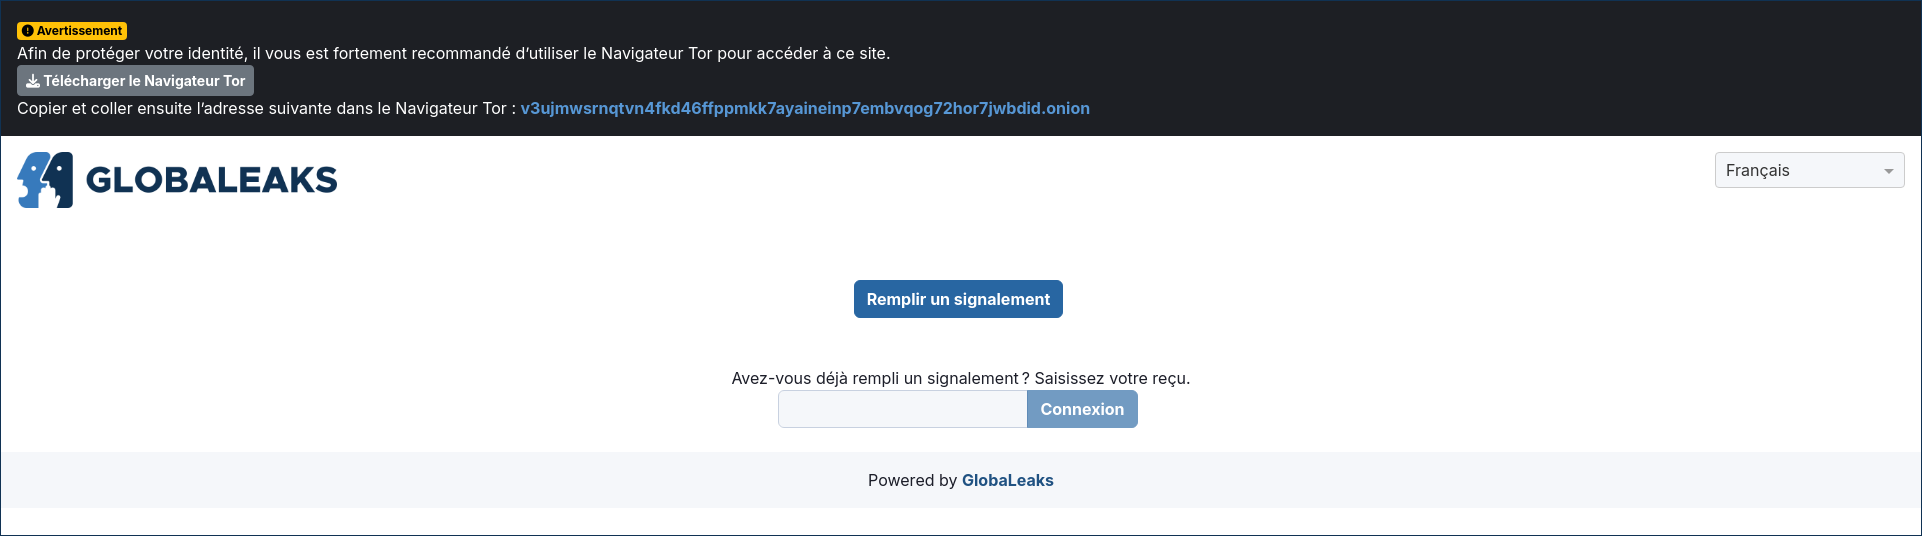 Avertissement
Afin de protéger votre identité, il vous est fortement recommandé d’utiliser le Navigateur Tor pour accéder à ce site.
Télécharger le Navigateur Tor
Copier et coller ensuite l’adresse suivante dans le Navigateur Tor : v3ujmwsrnqtvn4fkd46ffppmkk7ayaineinp7embvqog72hor7jwbdid.onion
GLOBALEAKS
Français
Remplir un signalement
Avez-vous déjà rempli un signalement ? Saisissez votre reçu.
Connexion
Powered by GlobaLeaks